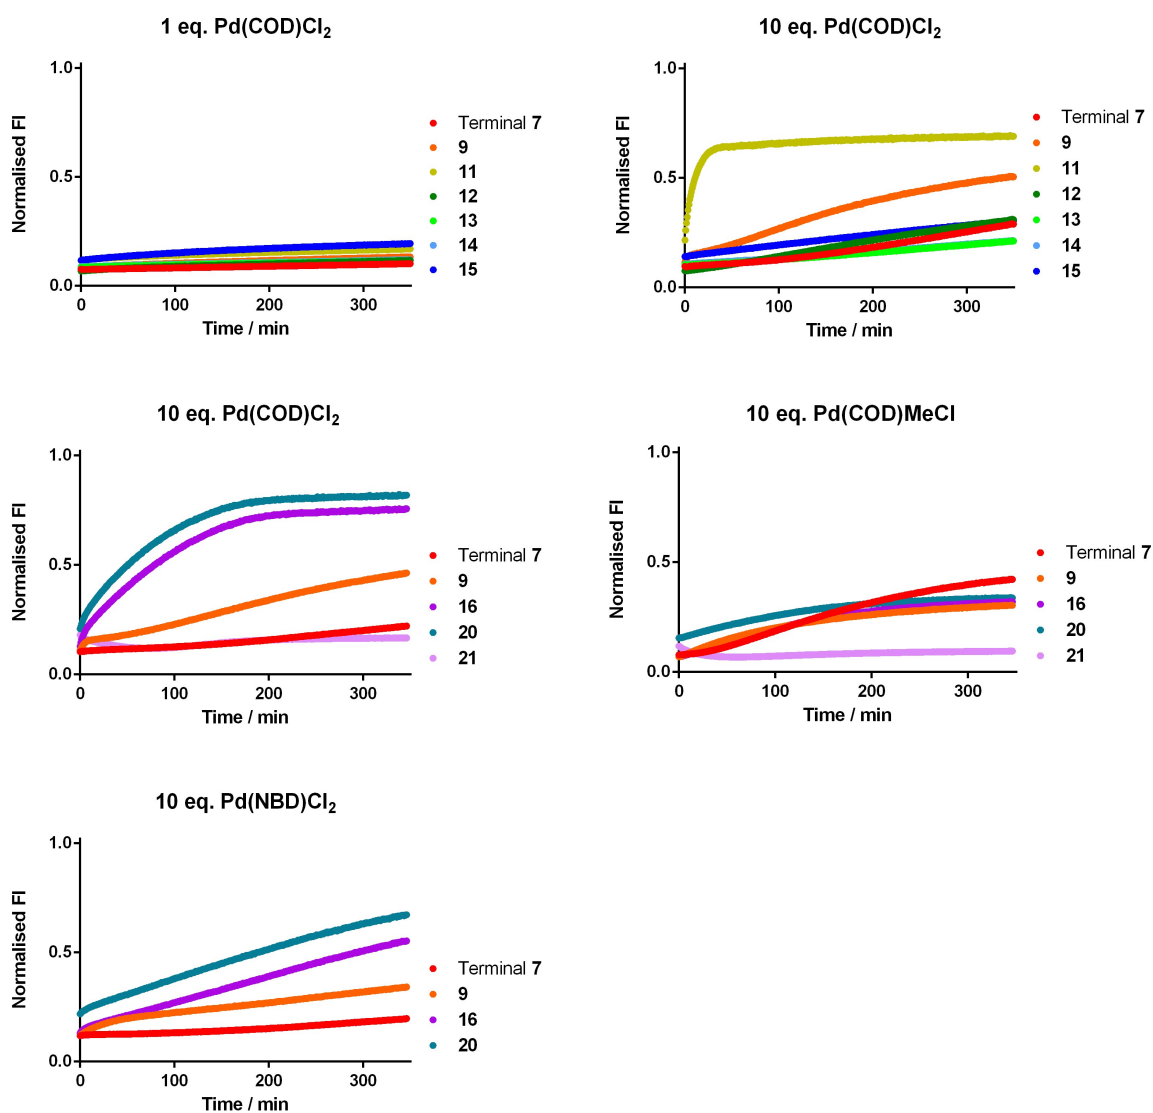 1 eq. Pd(COD)Cl2
Normalised FI
1.0
0.5
0.0
0 100 200 300
Time / min
Terminal 7
9
11
12
13
14
15
10 eq. Pd(COD)Cl2
Normalised FI
1.0
0.5
0.0
0 100 200 300
Time / min
Terminal 7
9
11
12
13
14
15
10 eq. Pd(COD)Cl2
Normalised FI
1.0
0.5
0.0
0 100 200 300
Time / min
Terminal 7
9
16
20
21
10 eq. Pd(COD)MeCl
Normalised FI
1.0
0.5
0.0
0 100 200 300
Time / min
Terminal 7
9
16
20
21
10 eq. Pd(NBD)Cl2
Normalised FI
1.0
0.5
0.0
0 100 200 300
Time / min
Terminal 7
9
16
20